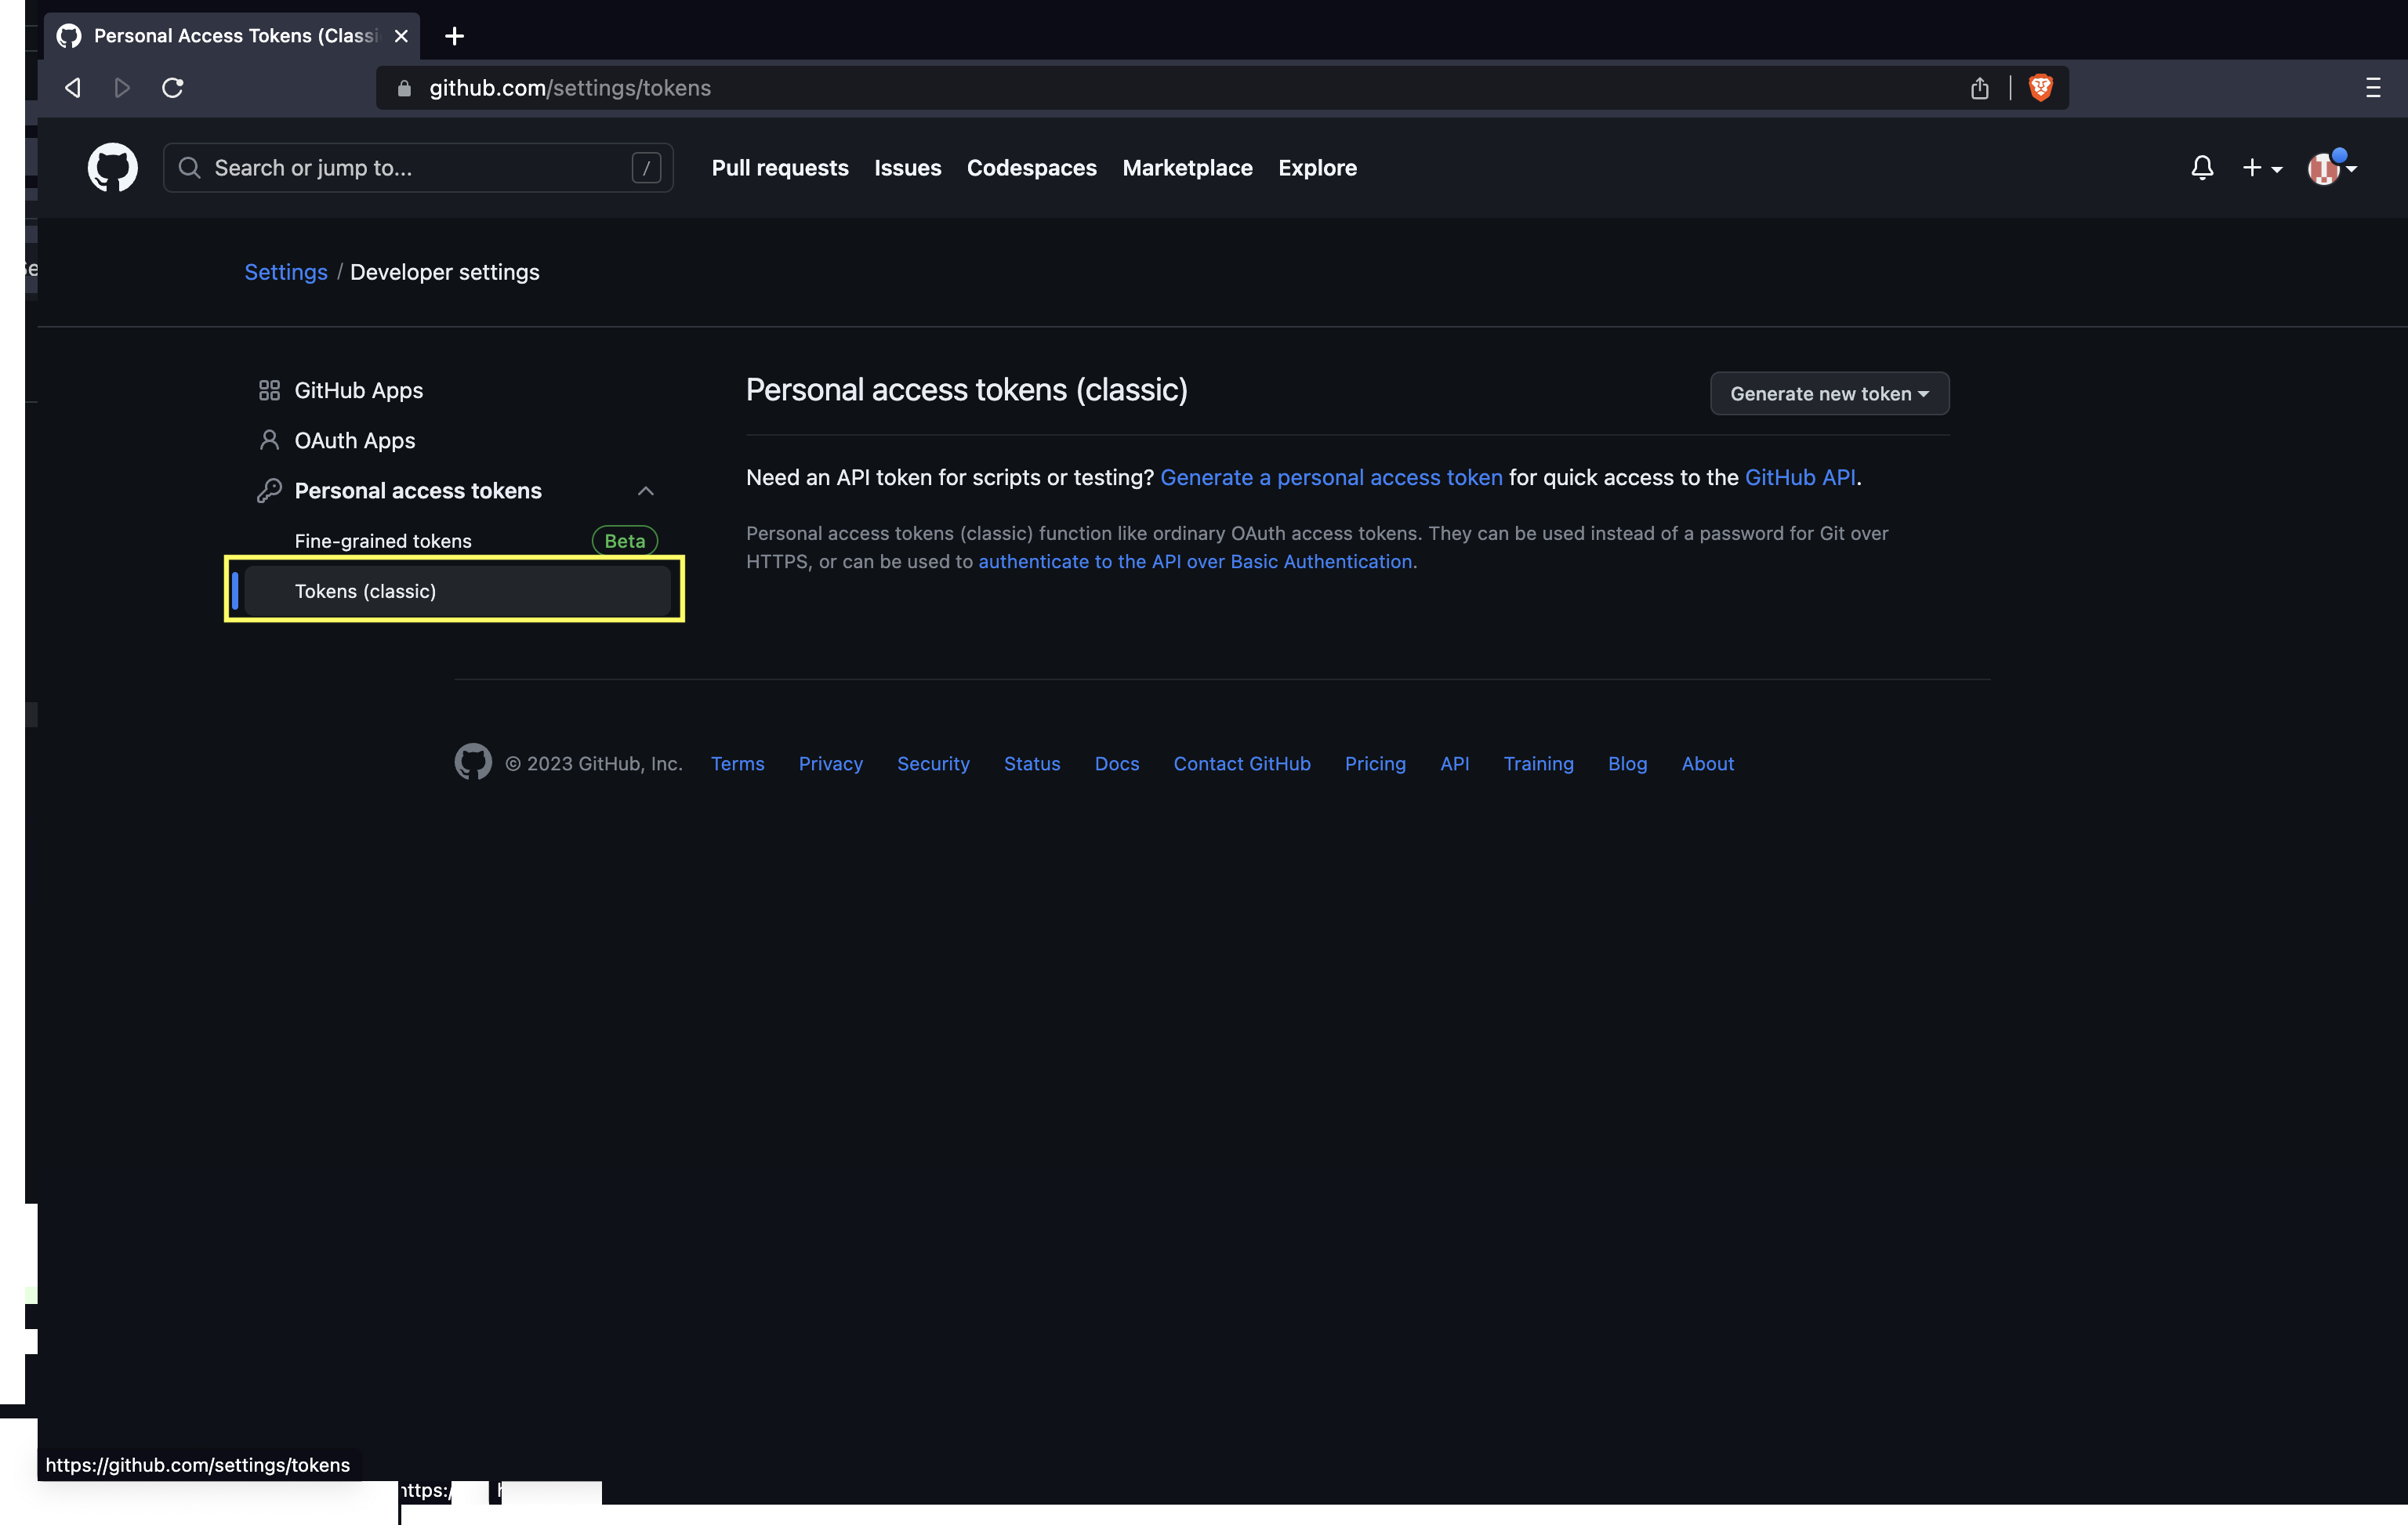 Personal Access Tokens (Classi
github.com/settings/tokens
Search or jump to...
/
Pull requests
Issues
Codespaces
Marketplace
Explore
Settings / Developer settings
GitHub Apps
OAuth Apps
Personal access tokens
Fine-grained tokens
Beta
Tokens (classic)
Personal access tokens (classic)
Generate new token
Need an API token for scripts or testing? Generate a personal access token for quick access to the GitHub API.
Personal access tokens (classic) function like ordinary OAuth access tokens. They can be used instead of a password for Git over
HTTPS, or can be used to authenticate to the API over Basic Authentication.
© 2023 GitHub, Inc.
Terms
Privacy
Security
Status
Docs
Contact GitHub
Pricing
API
Training
Blog
About
https://github.com/settings/tokens